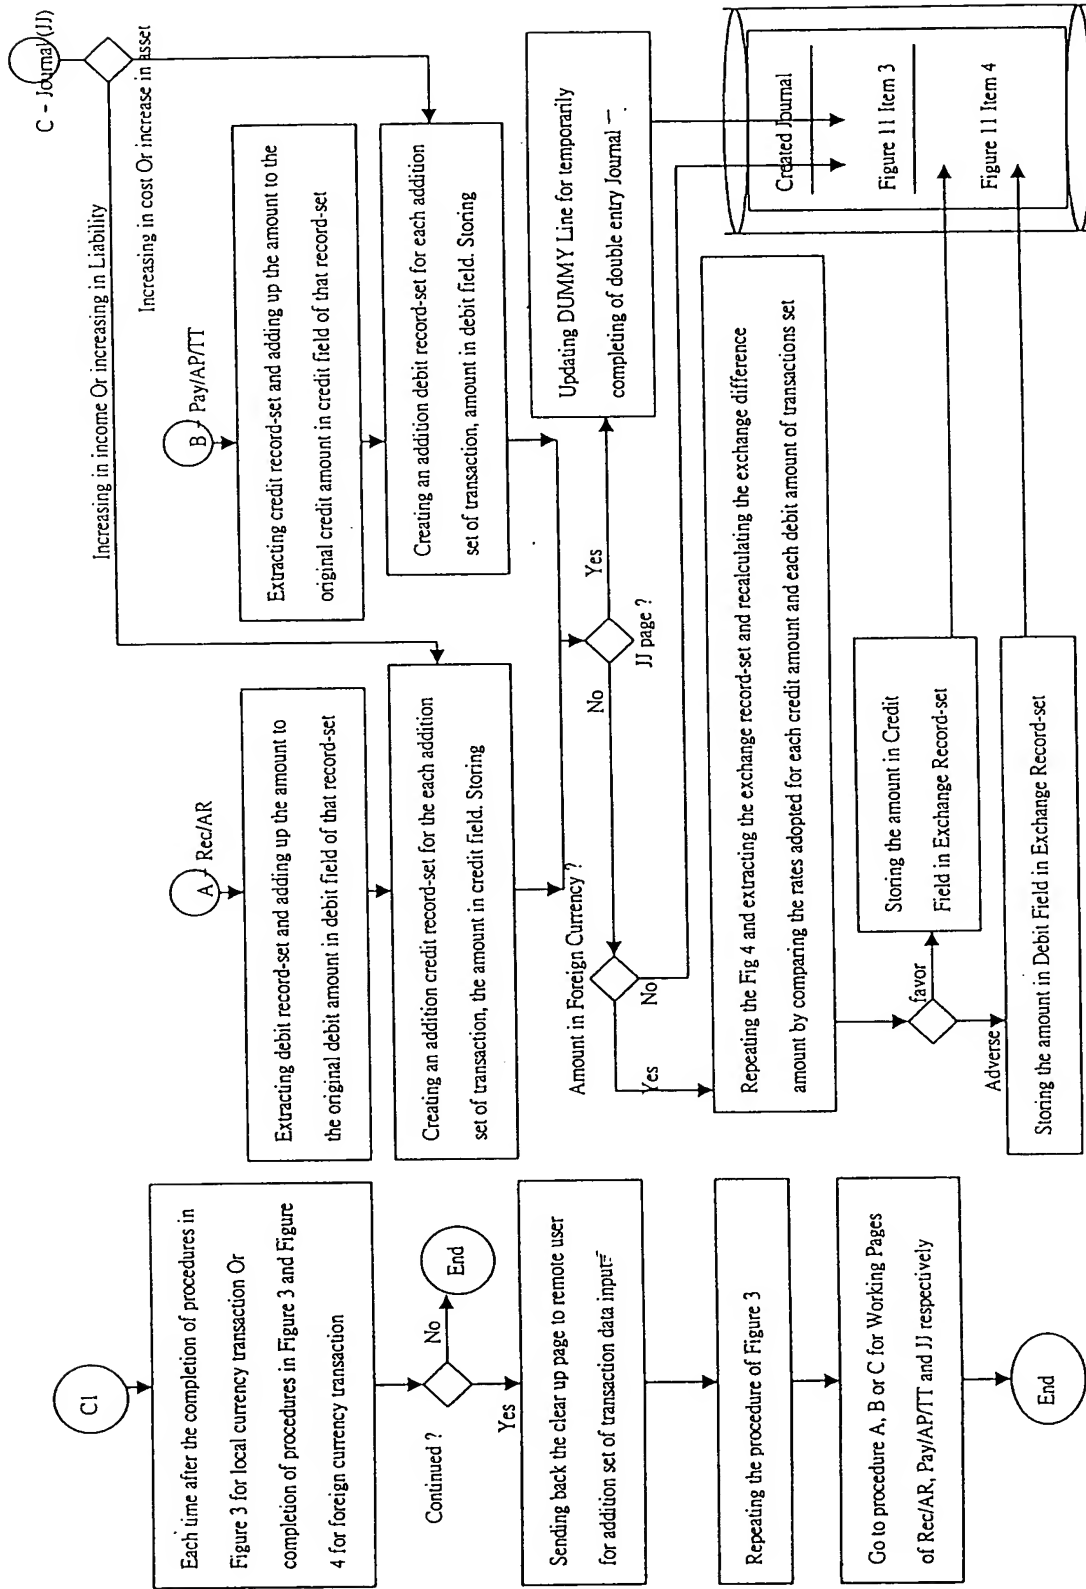 C1
Each time after the completion of procedures in
Figure 3 for local currency transaction Or
completion of procedures in Figure 3 and Figure
4 for foreign currency transaction
Continued ?
No
End
Yes
Sending back the clear up page to remote user
for addition set of transaction data input
Repeating the procedure of Figure 3
Go to procedure A, B or C for Working Pages
of Rec/AR, Pay/AP/TT and JJ respectively
End
A - Rec/AR
Extracting debit record-set and adding up the amount to
the original debit amount in debit field of that record-set
Creating an addition credit record-set for the each addition
set of transaction, the amount in credit field. Storing
B - Pay/AP/TT
Extracting credit record-set and adding up the amount to the
original credit amount in credit field of that record-set
Creating an addition debit record-set for each addition
set of transaction, amount in debit field. Storing
C - Journal (JJ)
Increasing in income Or increasing in Liability
Increasing in cost Or increase in asset
JJ page ?
Yes
No
Updating DUMMY Line for temporarily
completing of double entry Journal
Amount in Foreign Currency ?
No
Yes
Repeating the Fig 4 and extracting the exchange record-set and recalculating the exchange difference
amount by comparing the rates adopted for each credit amount and each debit amount of transactions set
favor
Adverse
Storing the amount in Credit
Field in Exchange Record-set
Storing the amount in Debit Field in Exchange Record-set
Created Journal
Figure 11 Item 3
Figure 11 Item 4